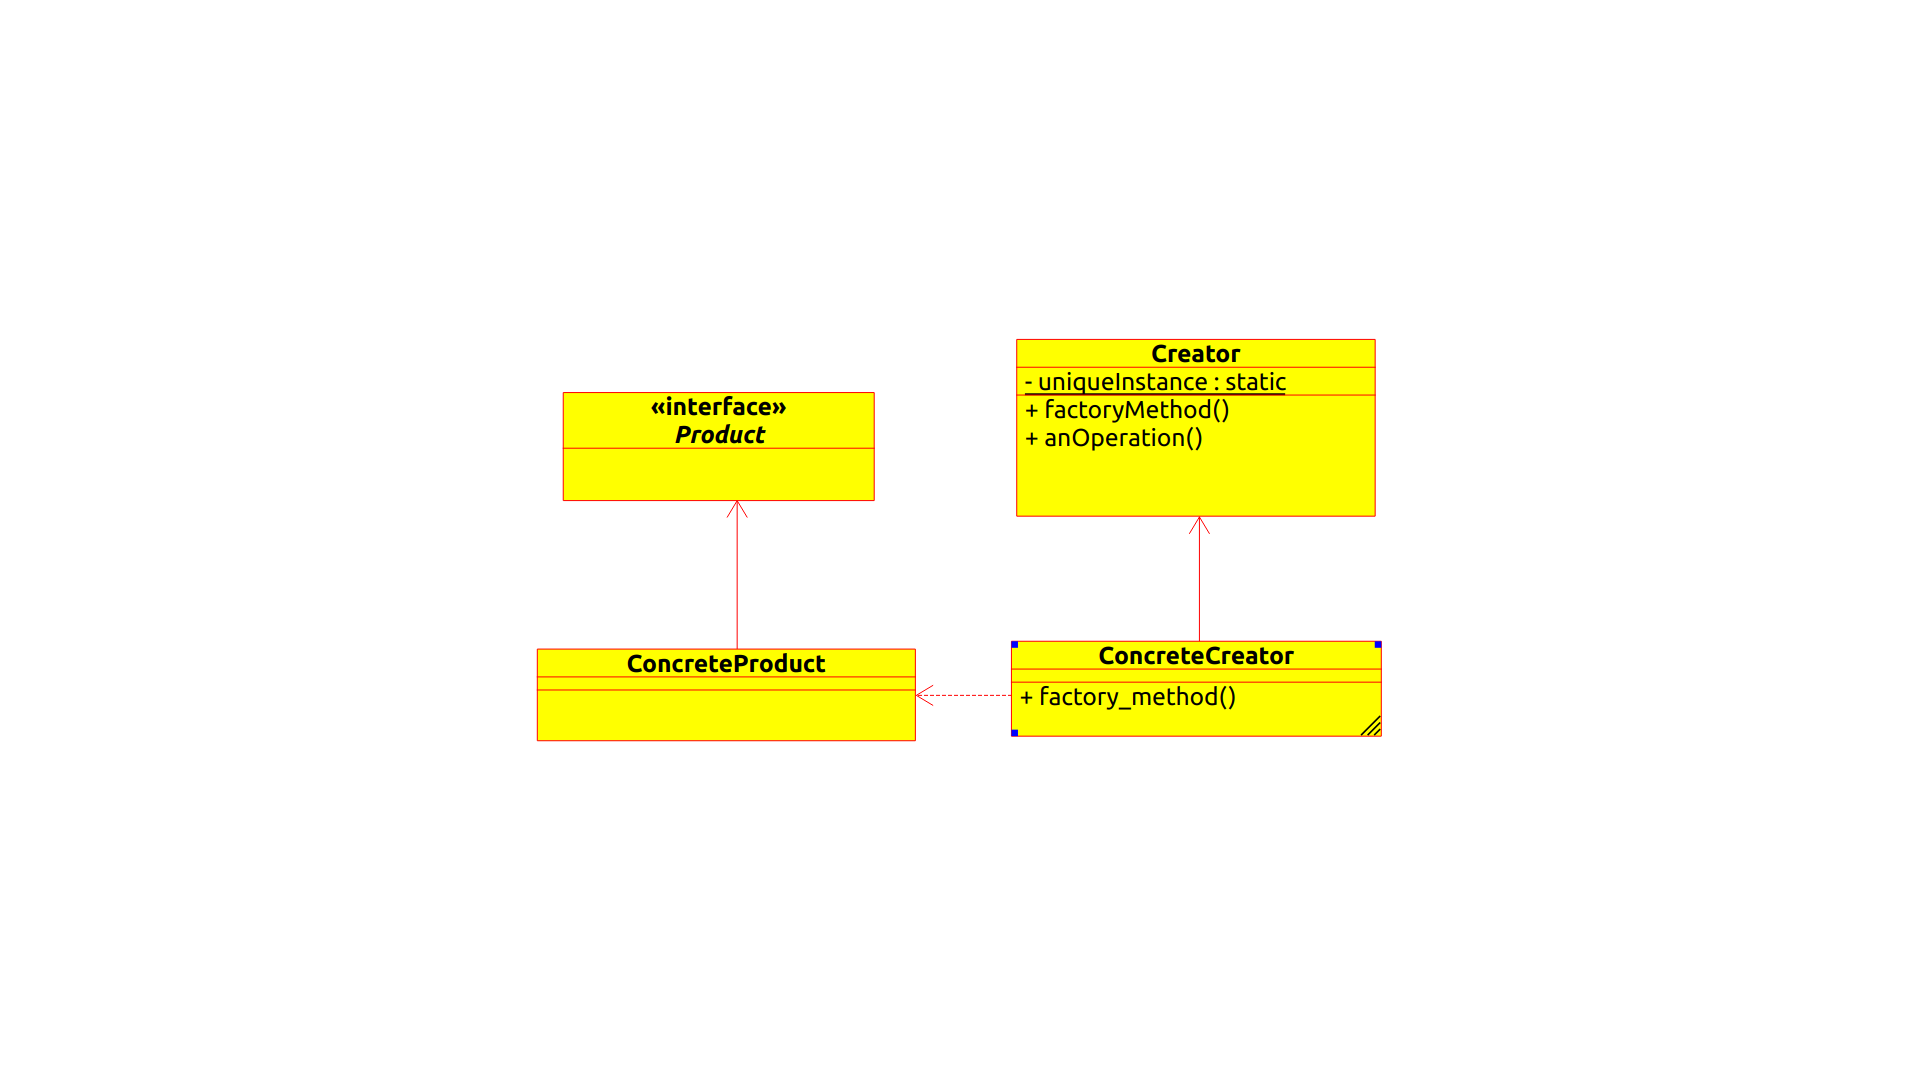 «interface»
Product
Creator
- uniqueInstance : static
+ factoryMethod()
+ anOperation()
ConcreteProduct
ConcreteCreator
+ factory_method()